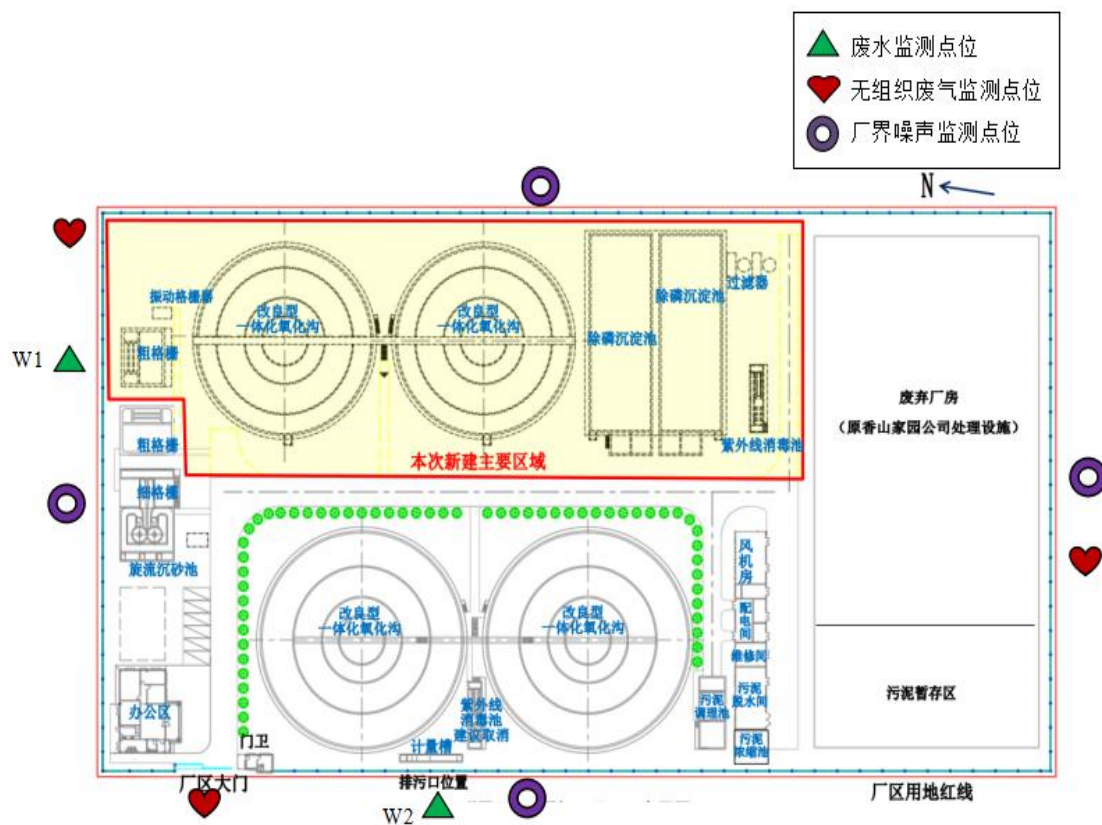 废水监测点位
无组织废气监测点位
厂界噪声监测点位
N
振动格栅器
粗格栅
改良型
一体化氧化沟
改良型
一体化氧化沟
除磷沉淀池
除磷沉淀池
过滤器
紫外线消毒池
本次新建主要区域
W1
粗格栅
细格栅
旋流沉砂池
办公区
门卫
厂区大门
改良型
一体化氧化沟
改良型
一体化氧化沟
紫外线
消毒池
建议取消
计量槽
排污口位置
W2
风机房
配电间
维修间
污泥
脱水间
污泥
调理池
污泥
浓缩池
废弃厂房
（原香山家园公司处理设施）
污泥暂存区
厂区用地红线